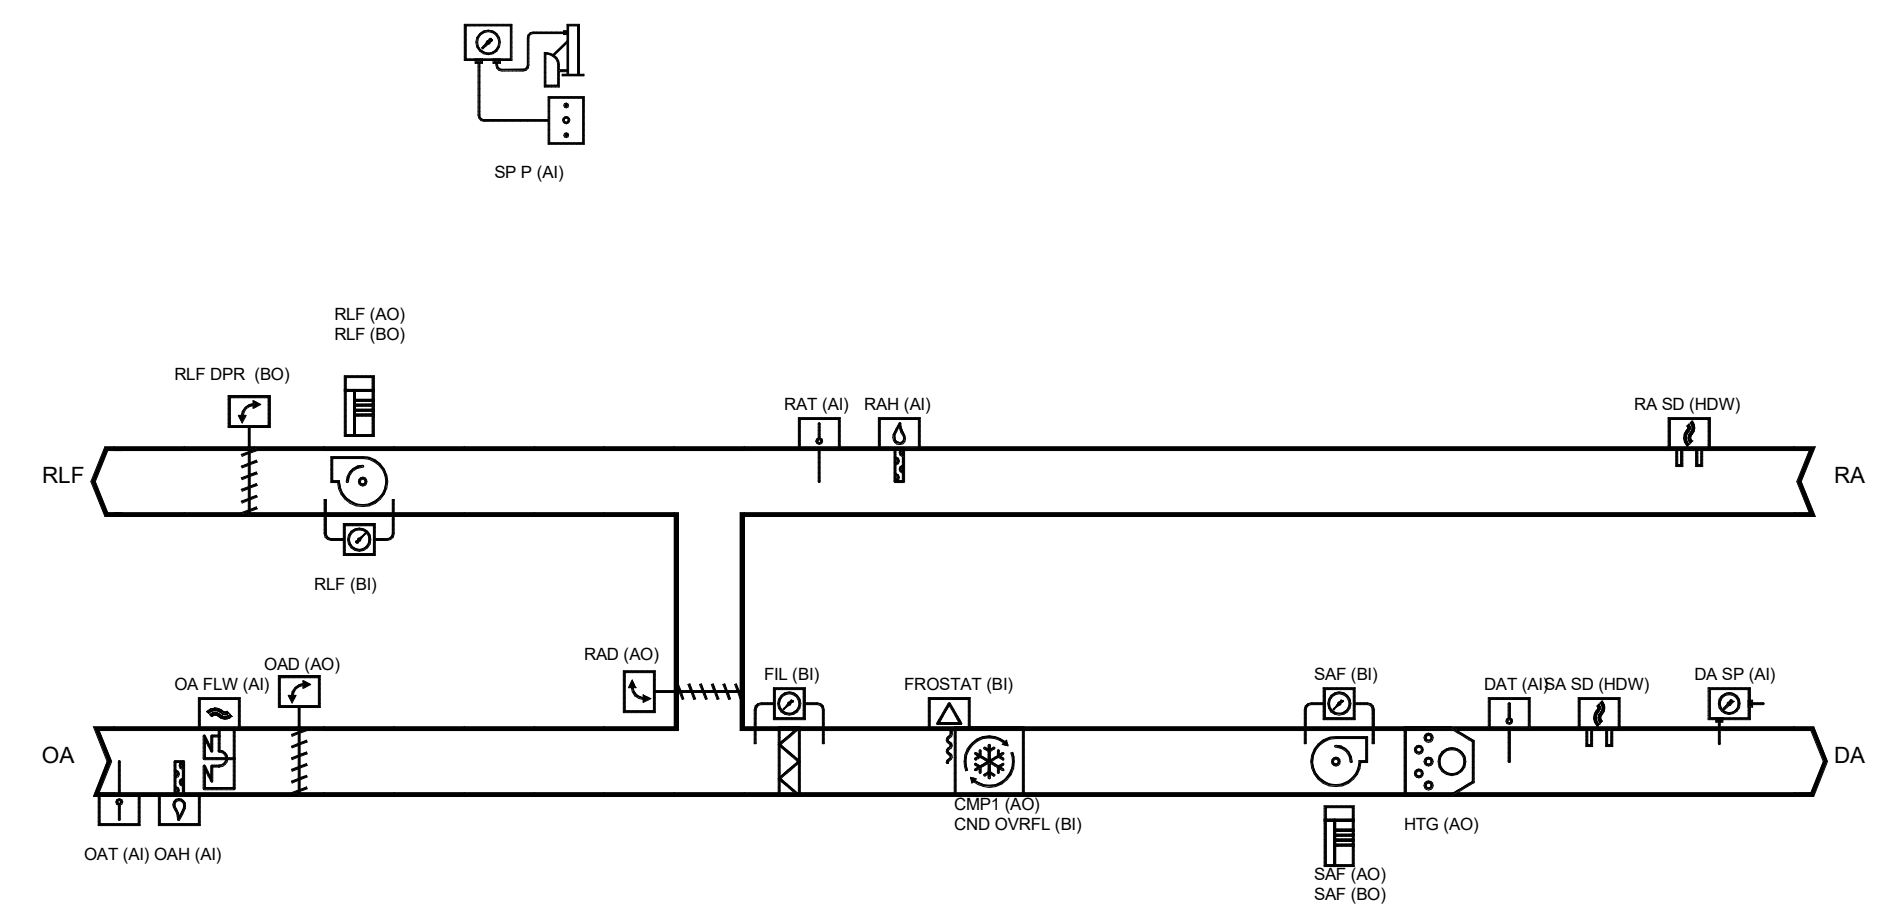 SP P (AI)
RLF (AO)
RLF (BO)
RLF DPR  (BO)
RAT (AI)
RAH (AI)
RA SD (HDW)
RLF
RA
RLF (BI)
RAD (AO)
OAD (AO)
OA FLW (AI)
FIL (BI)
FROSTAT (BI)
SAF (BI)
DAT (AI)
SA SD (HDW)
DA SP (AI)
OA
DA
CMP1 (AO)
CND OVRFL (BI)
HTG (AO)
OAT (AI)
OAH (AI)
SAF (AO)
SAF (BO)